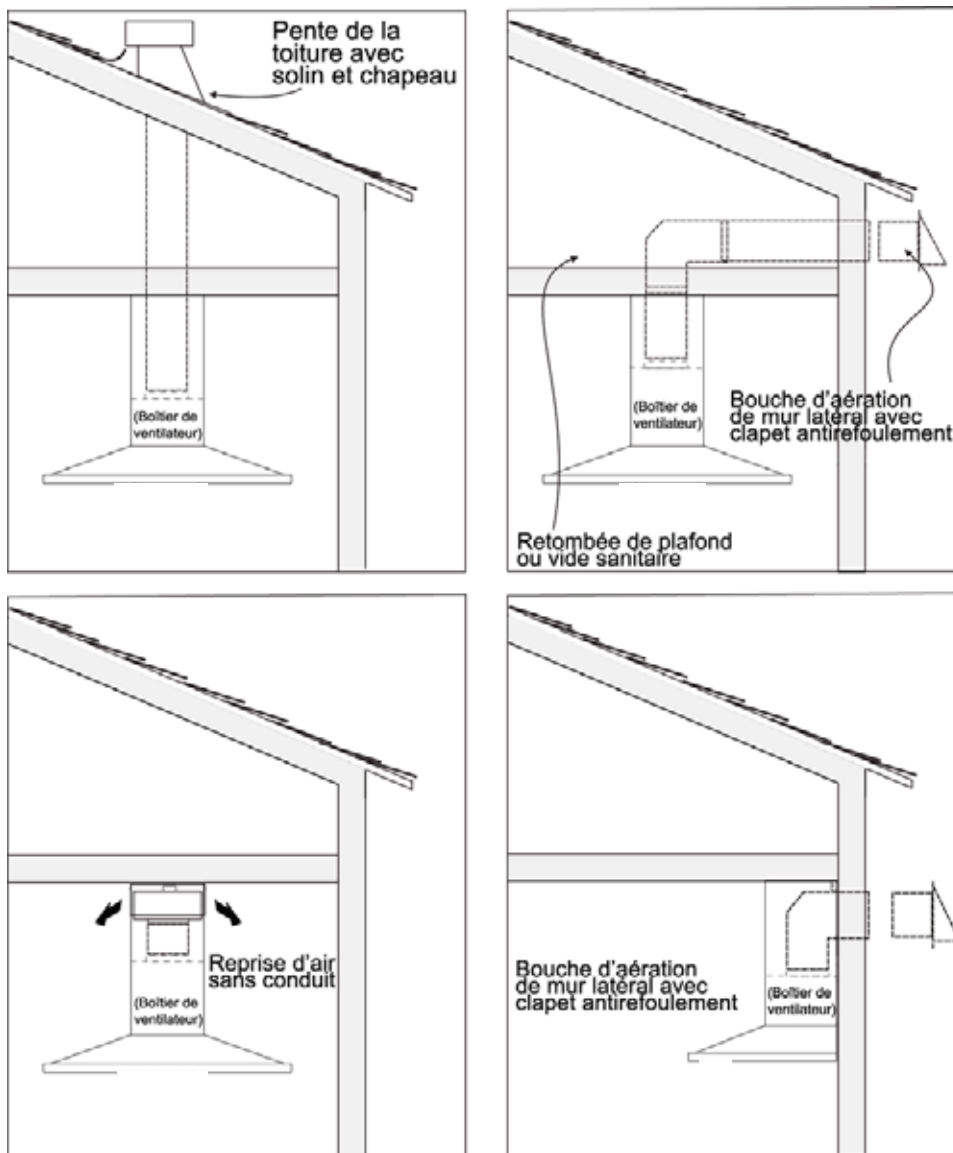 Pente de la
toiture avec
solin et chapeau
(Boîtier de
ventilateur)
(Boîtier de
ventilateur)
Bouche d'aération
de mur latéral avec
clapet antirefoulement
Retombée de plafond
ou vide sanitaire
Reprise d'air
sans conduit
(Boîtier de
ventilateur)
Bouche d'aération
de mur latéral avec
clapet antirefoulement
(Boîtier de
ventilateur)